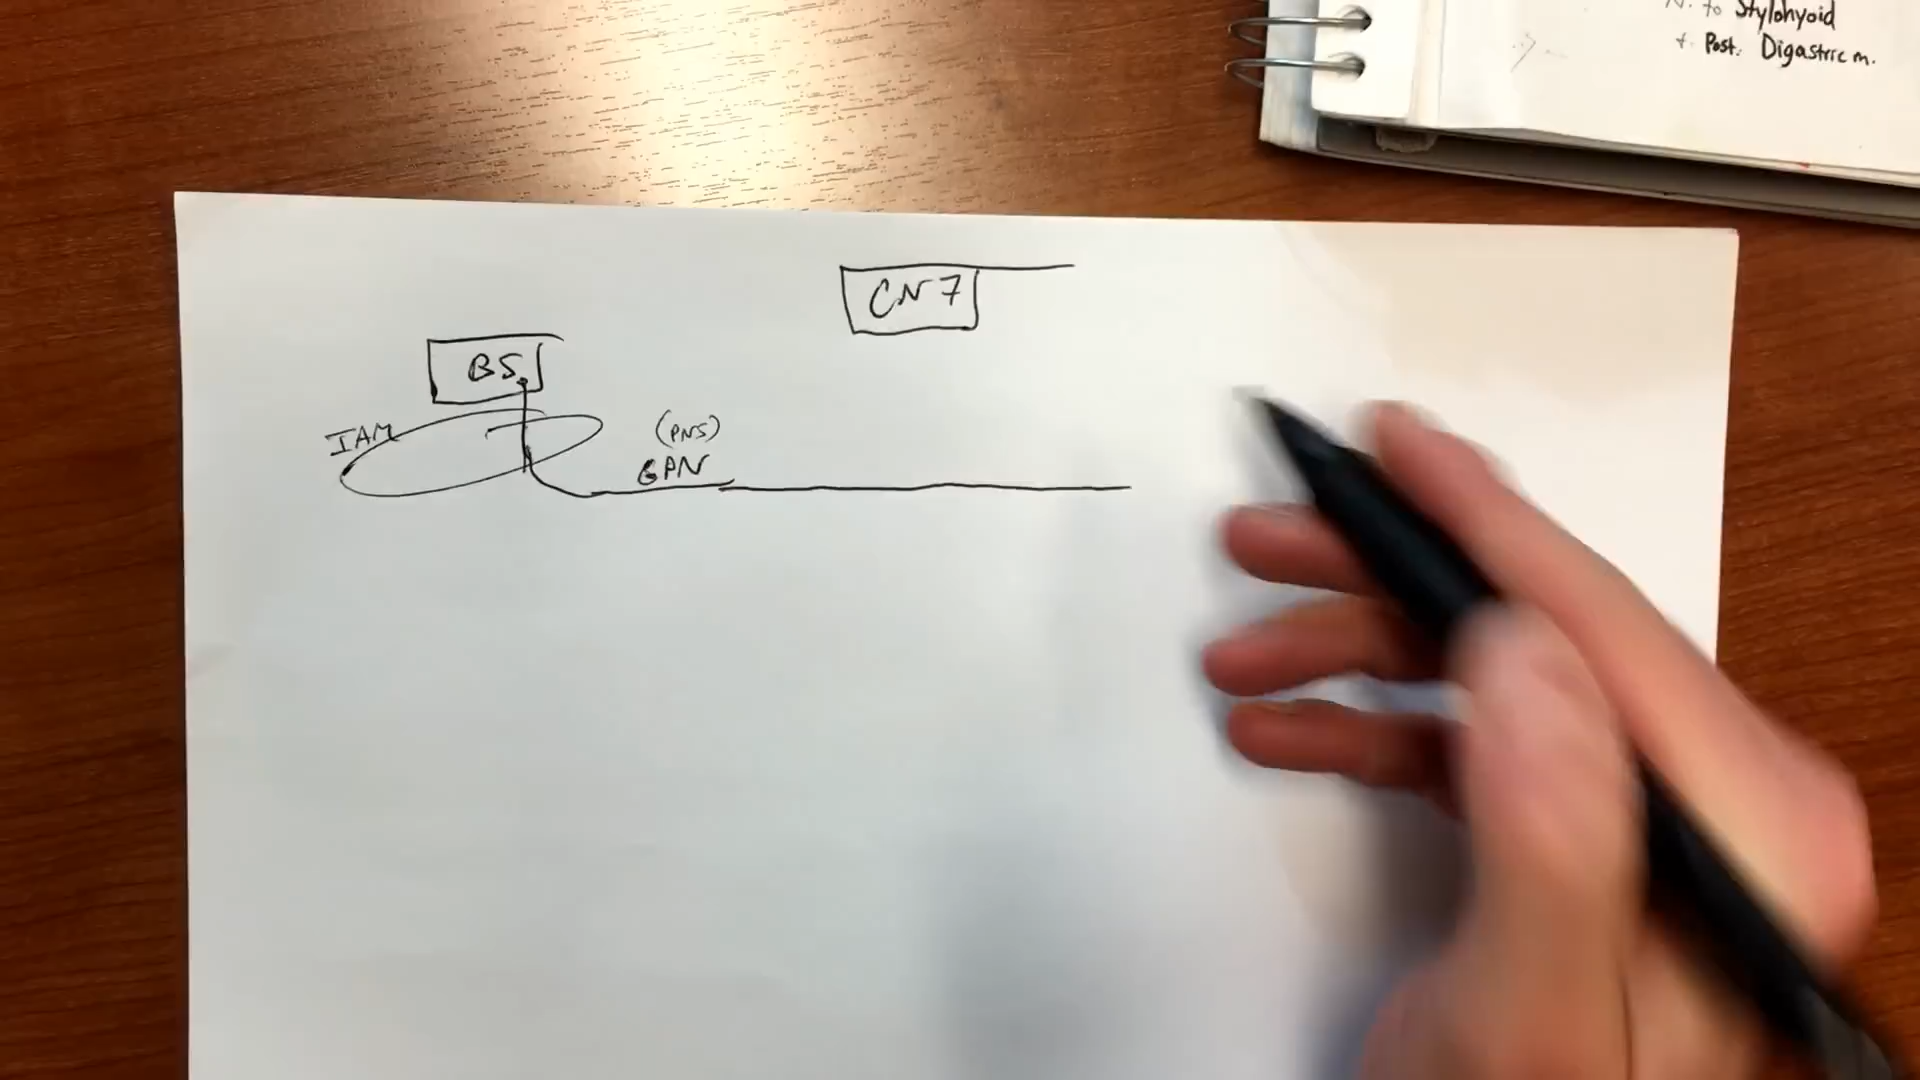 N. to Stylohyoid
+ Post. Digastric m.
CN 7
BS
IAM
(PNS)
GPN